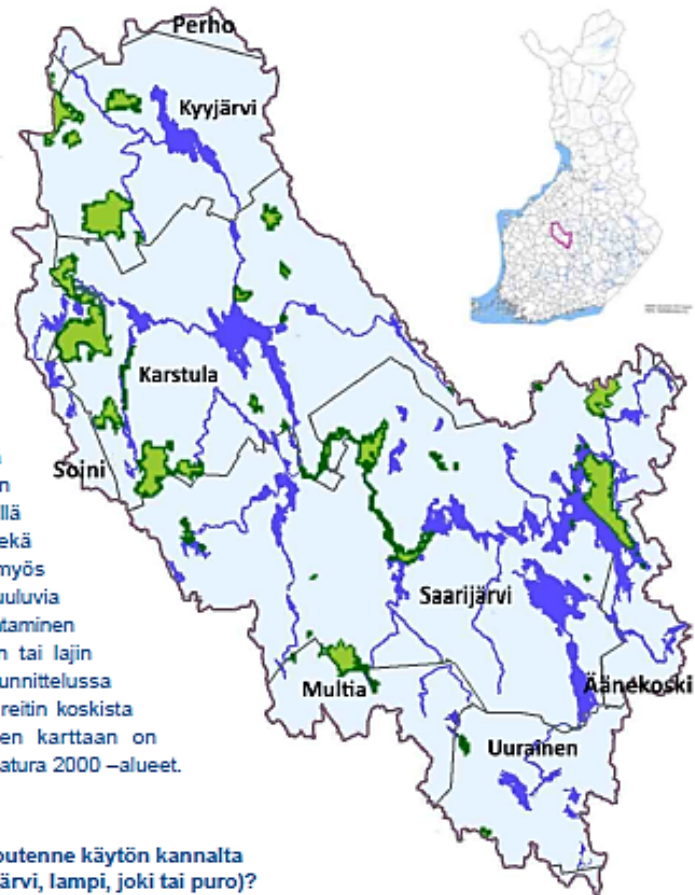 Perho
Kyyjärvi
Karstula
Soini
n
llä
ekä
myös
uuluvia
taminen
n tai lajin
unnittelussa
reitin koskista
en karttaan on
atura 2000 –alueet.
Saarijärvi
Multia
Äänekoski
Uurainen
outenne käytön kannalta
järvi, lampi, joki tai puro)?